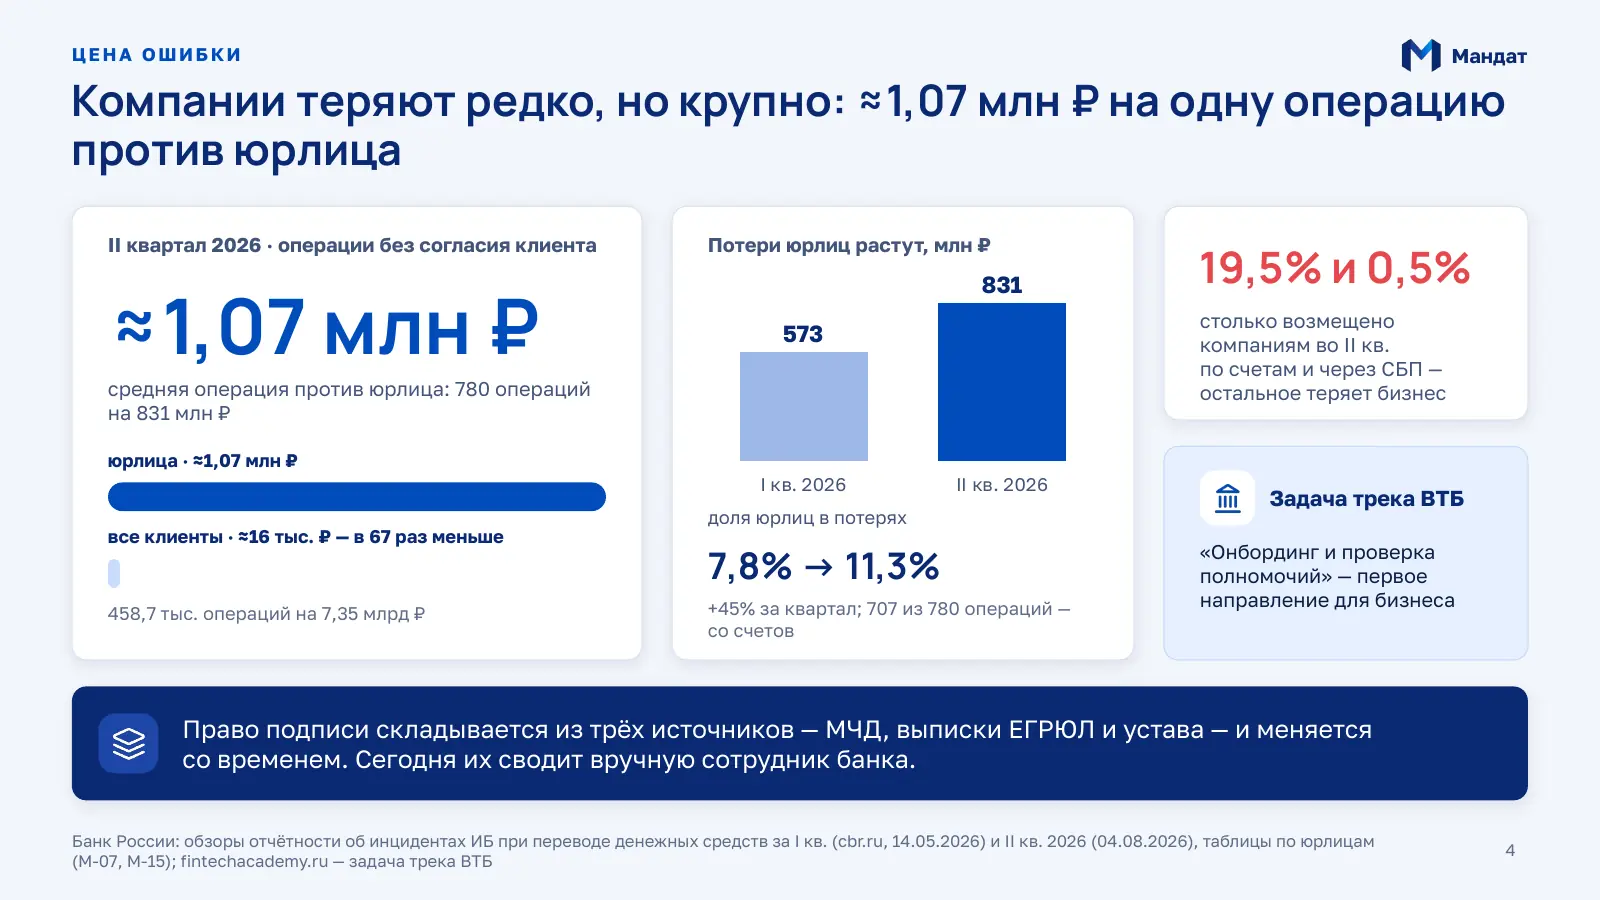 ЦЕНА ОШИБКИ
Мандат
Компании теряют редко, но крупно: ≈1,07 млн ₽ на одну операцию
против юрлица
II квартал 2026 · операции без согласия клиента
≈1,07 млн ₽
средняя операция против юрлица: 780 операций
на 831 млн ₽
юрлица · ≈1,07 млн ₽
все клиенты · ≈16 тыс. ₽ — в 67 раз меньше
458,7 тыс. операций на 7,35 млрд ₽
Потери юрлиц растут, млн ₽
831
573
I кв. 2026
II кв. 2026
доля юрлиц в потерях
7,8% → 11,3%
+45% за квартал; 707 из 780 операций —
со счетов
19,5% и 0,5%
столько возмещено
компаниям во II кв.
по счетам и через СБП —
остальное теряет бизнес
Задача трека ВТБ
«Онбординг и проверка
полномочий» — первое
направление для бизнеса
Право подписи складывается из трёх источников — МЧД, выписки ЕГРЮЛ и устава — и меняется
со временем. Сегодня их сводит вручную сотрудник банка.
Банк России: обзоры отчётности об инцидентах ИБ при переводе денежных средств за I кв. (cbr.ru, 14.05.2026) и II кв. 2026 (04.08.2026), таблицы по юрлицам
(М-07, М-15); fintechacademy.ru — задача трека ВТБ
4